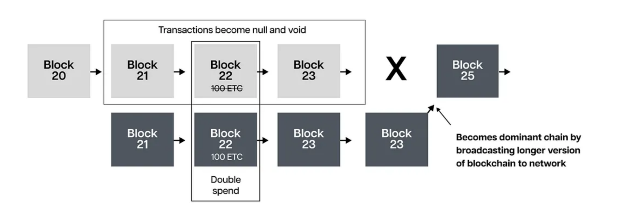 Transactions become null and void
Block
20
Block
21
Block
22
100 ETC
Block
23
X
Block
25
Block
21
Block
22
100 ETC
Block
23
Block
23
Double
spend
Becomes dominant chain by
broadcasting longer version
of blockchain to network